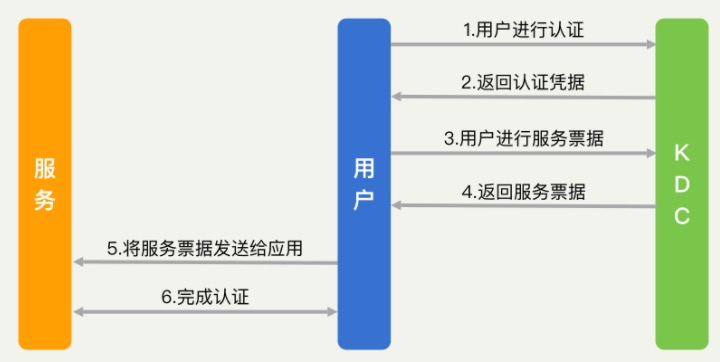 1.用户进行认证
2.返回认证凭据
3.用户进行服务票据
4.返回服务票据
5.将服务票据发送给应用
6.完成认证
服务
用户
KDC